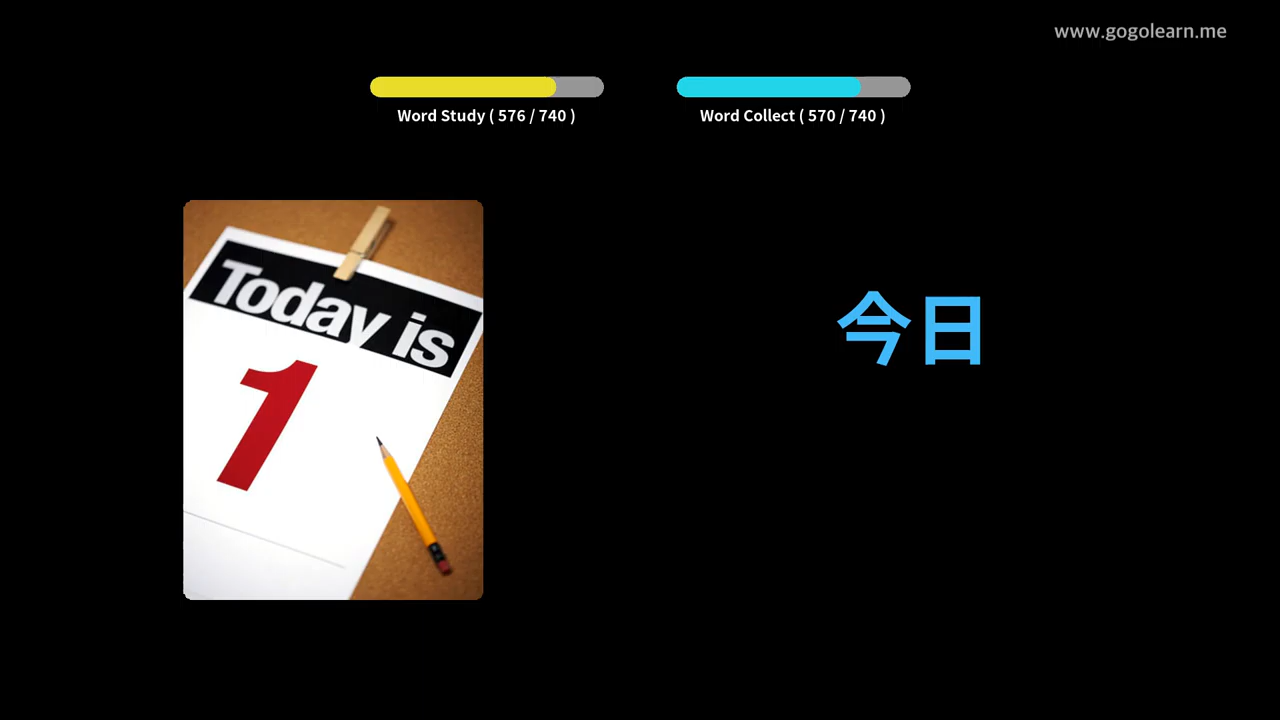 www.gogolearn.me
Word Study ( 576 / 740 )
Word Collect ( 570 / 740 )
Today is
1
今日